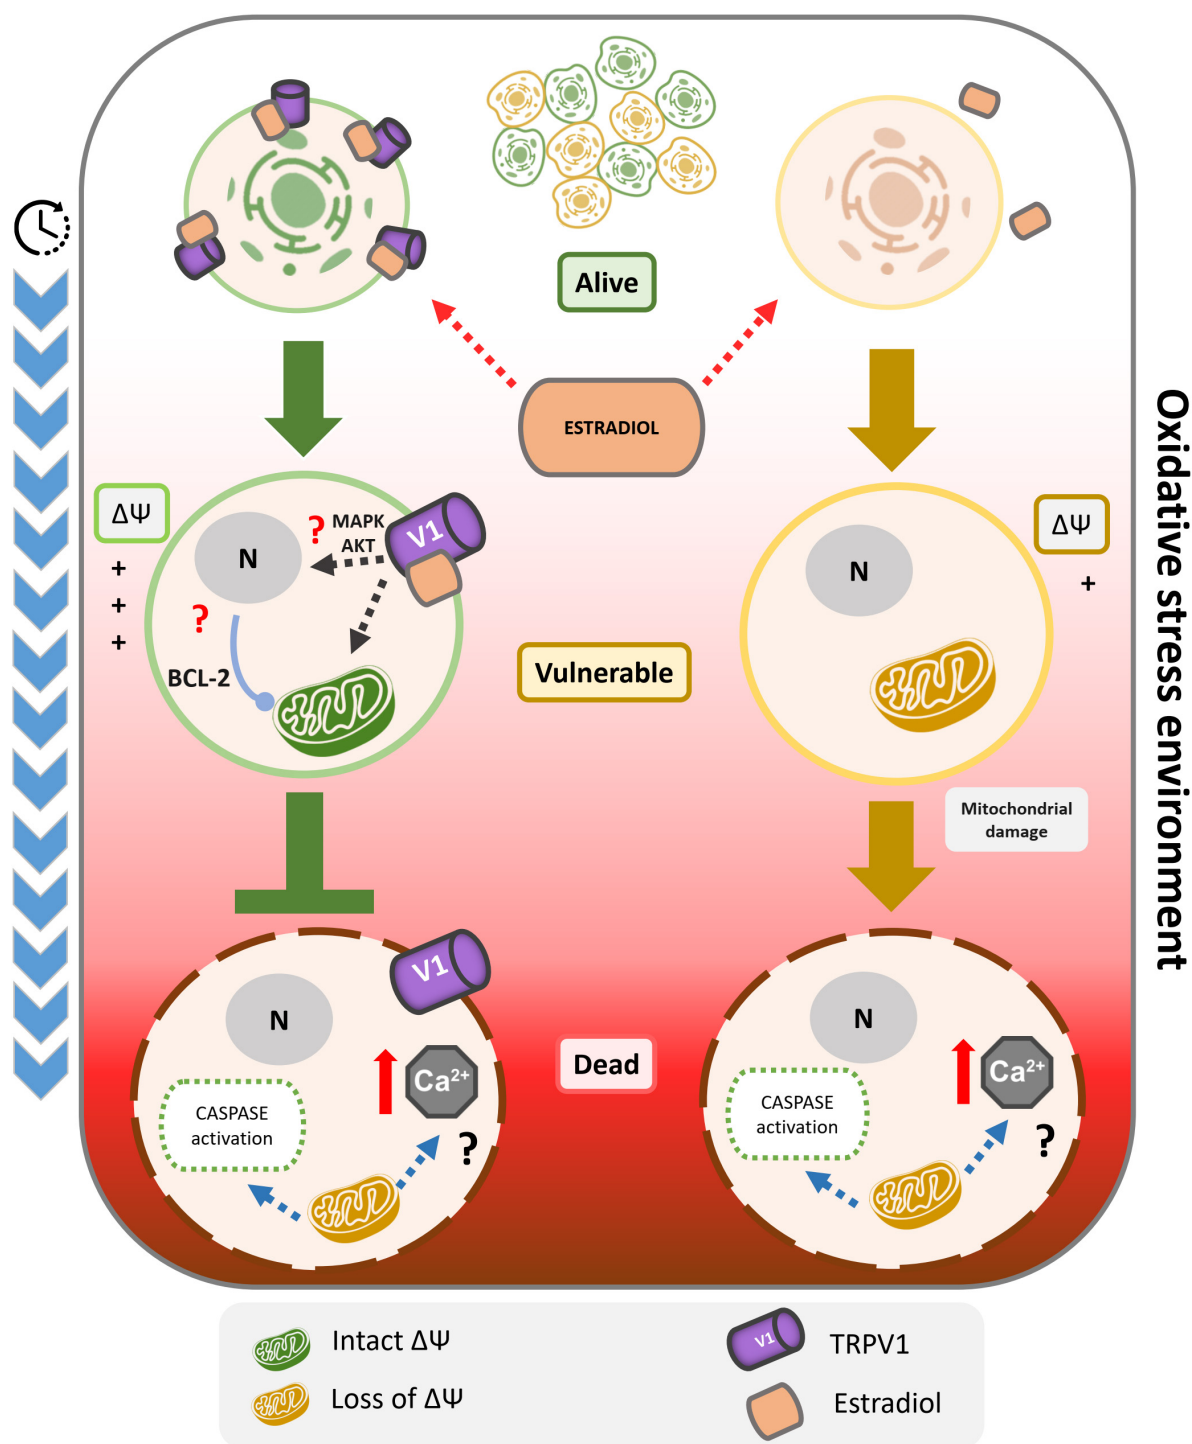 Alive
ESTRADIOL
ΔΨ
+
+
+
N
?
MAPK
AKT
V1
?
BCL-2
Vulnerable
N
ΔΨ
+
Mitochondrial
damage
Oxidative stress environment
V1
N
Ca²⁺
CASPASE
activation
?
Dead
N
Ca²⁺
CASPASE
activation
?
Intact ΔΨ
Loss of ΔΨ
V1
TRPV1
Estradiol